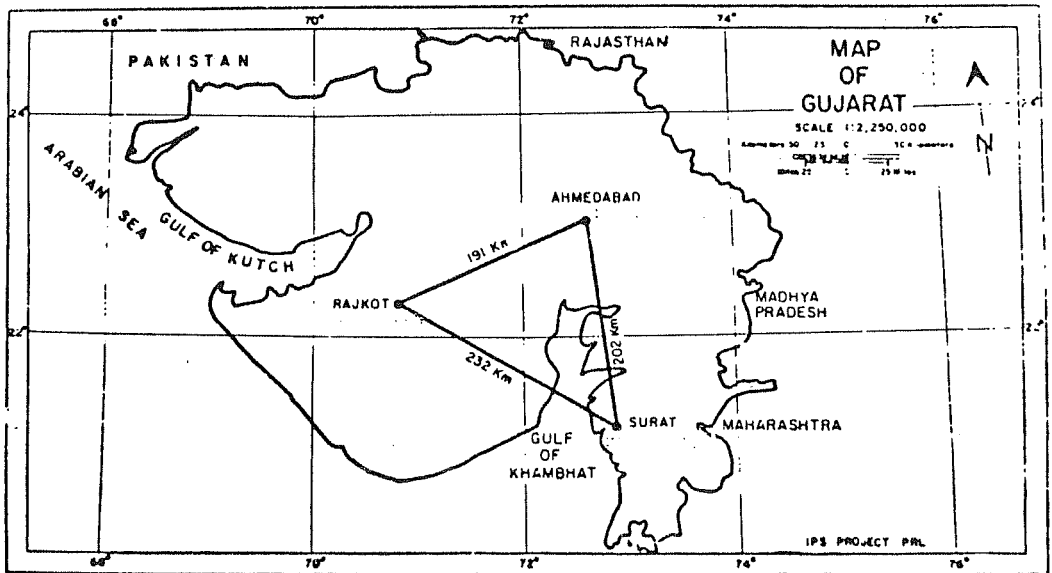 68° 70° 72° 74° 76°
PAKISTAN
RAJASTHAN
MAP
OF
GUJARAT
SCALE 1:2,250,000
N
24°
ARABIAN SEA
GULF OF KUTCH
AHMEDABAD
191 Km
RAJKOT
MADHYA
PRADESH
22°
232 Km
202 Km
SURAT
MAHARASHTRA
GULF
OF
KHAMBHAT
IPS PROJECT PRL
68° 70° 72° 74° 76°